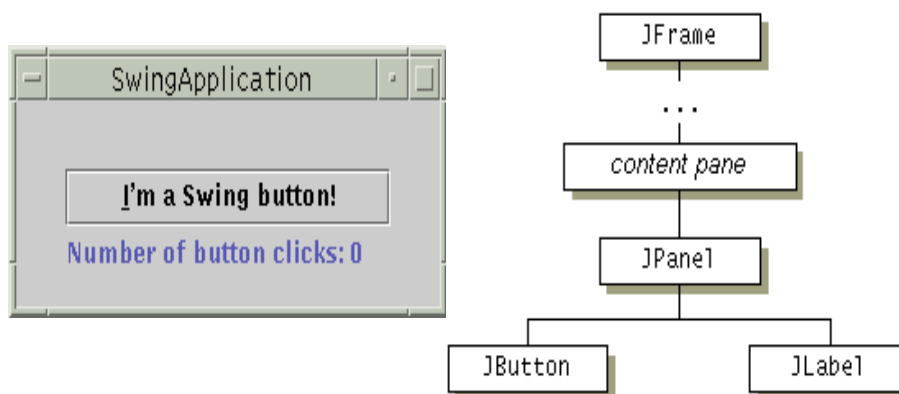 SwingApplication
I'm a Swing button!
Number of button clicks: 0
JFrame
...
content pane
JPanel
JButton
JLabel